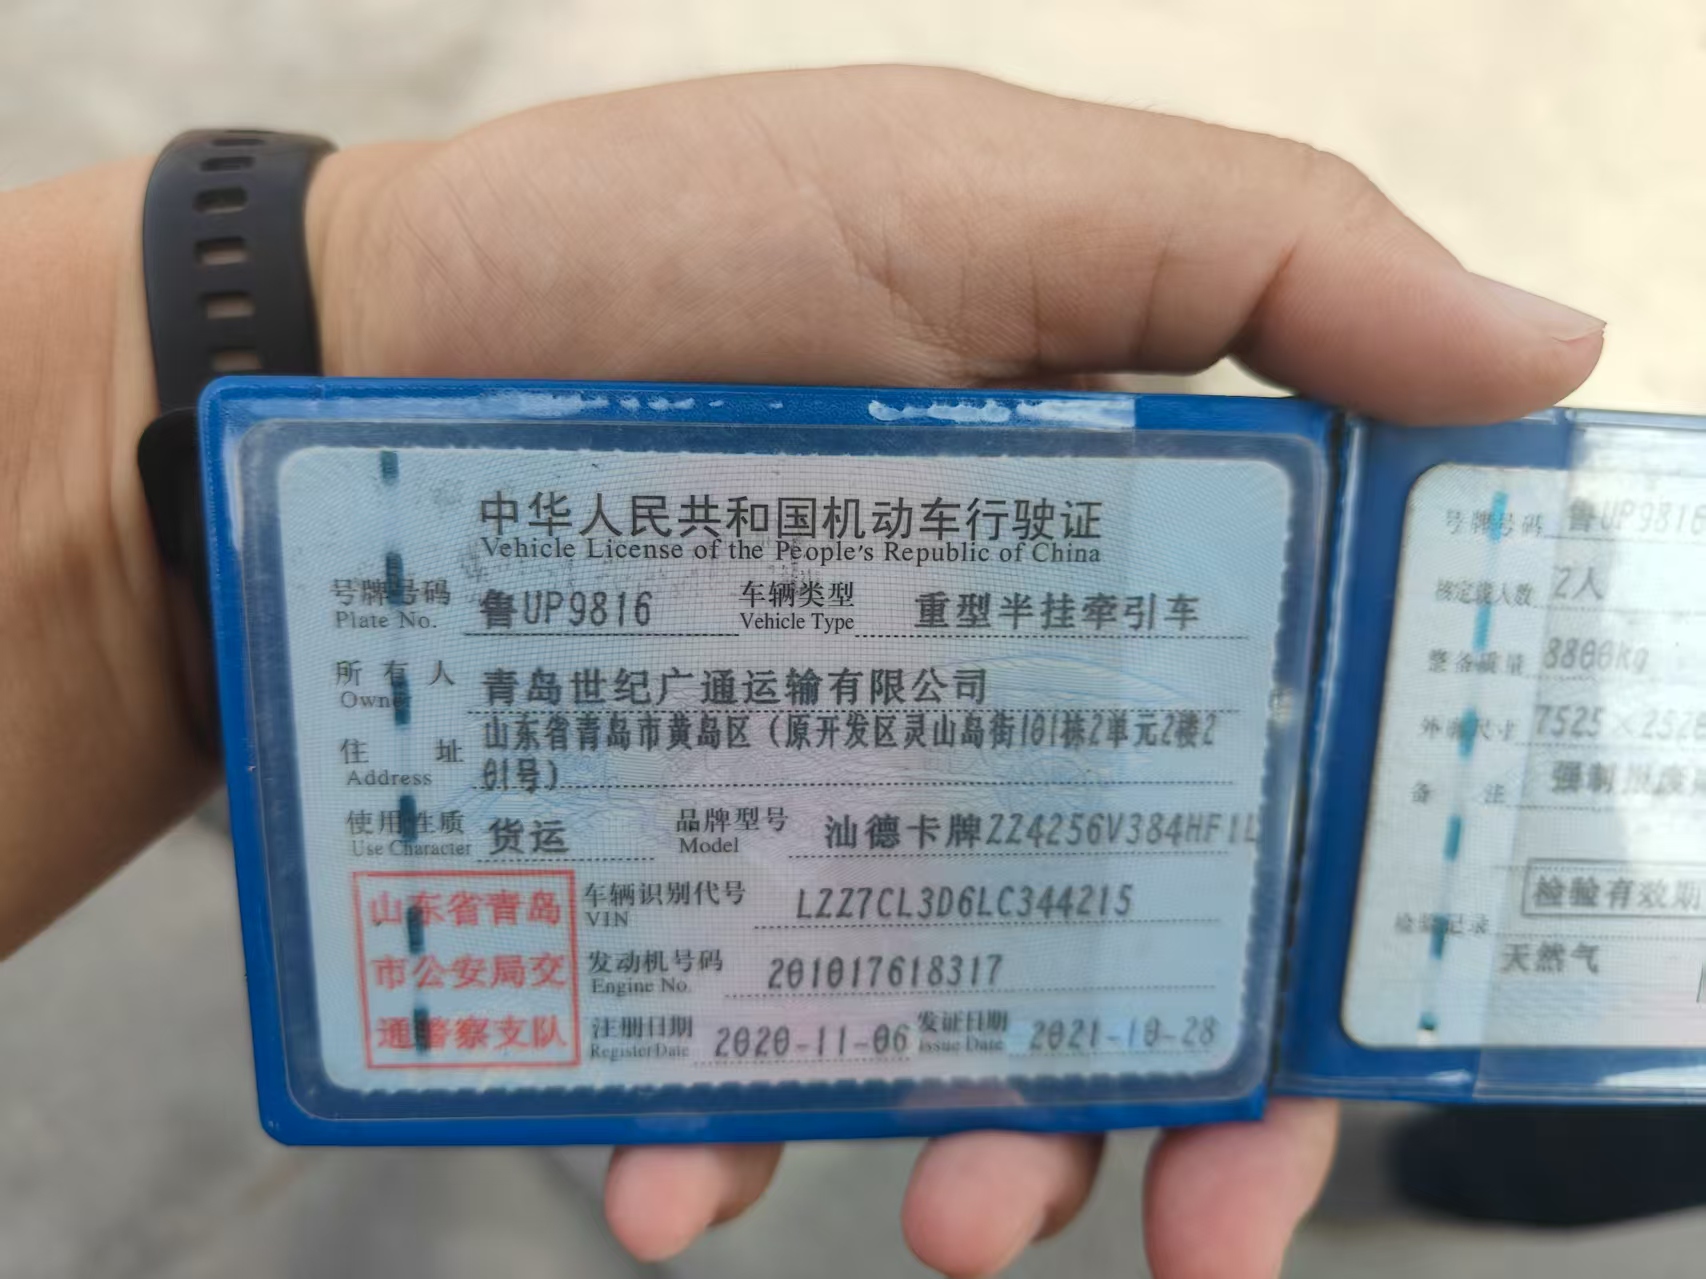 中华人民共和国机动车行驶证
Vehicle License of the People's Republic of China
号牌号码 鲁UP9816 车辆类型 重型半挂牵引车
Plate No. Vehicle Type
所有人 青岛世纪广通运输有限公司
Owner
山东省青岛市黄岛区（原开发区灵山岛街101栋2单元2楼2
住址 01号）
Address
使用性质 货运 品牌型号 汕德卡牌ZZ4256V384HF1L
Use Character Model
山东省青岛
市公安局交
通警察支队
车辆识别代号 LZZ7CL3D6LC344215
VIN
发动机号码 201017618317
Engine No.
注册日期 2020-11-06 发证日期 2021-10-28
Register Date Issue Date
号牌号码 鲁UP9816
核定载人数 2人
整备质量 8800kg
外廓尺寸 7525×252
备注 强制报废
检验有效期
检验记录
天然气